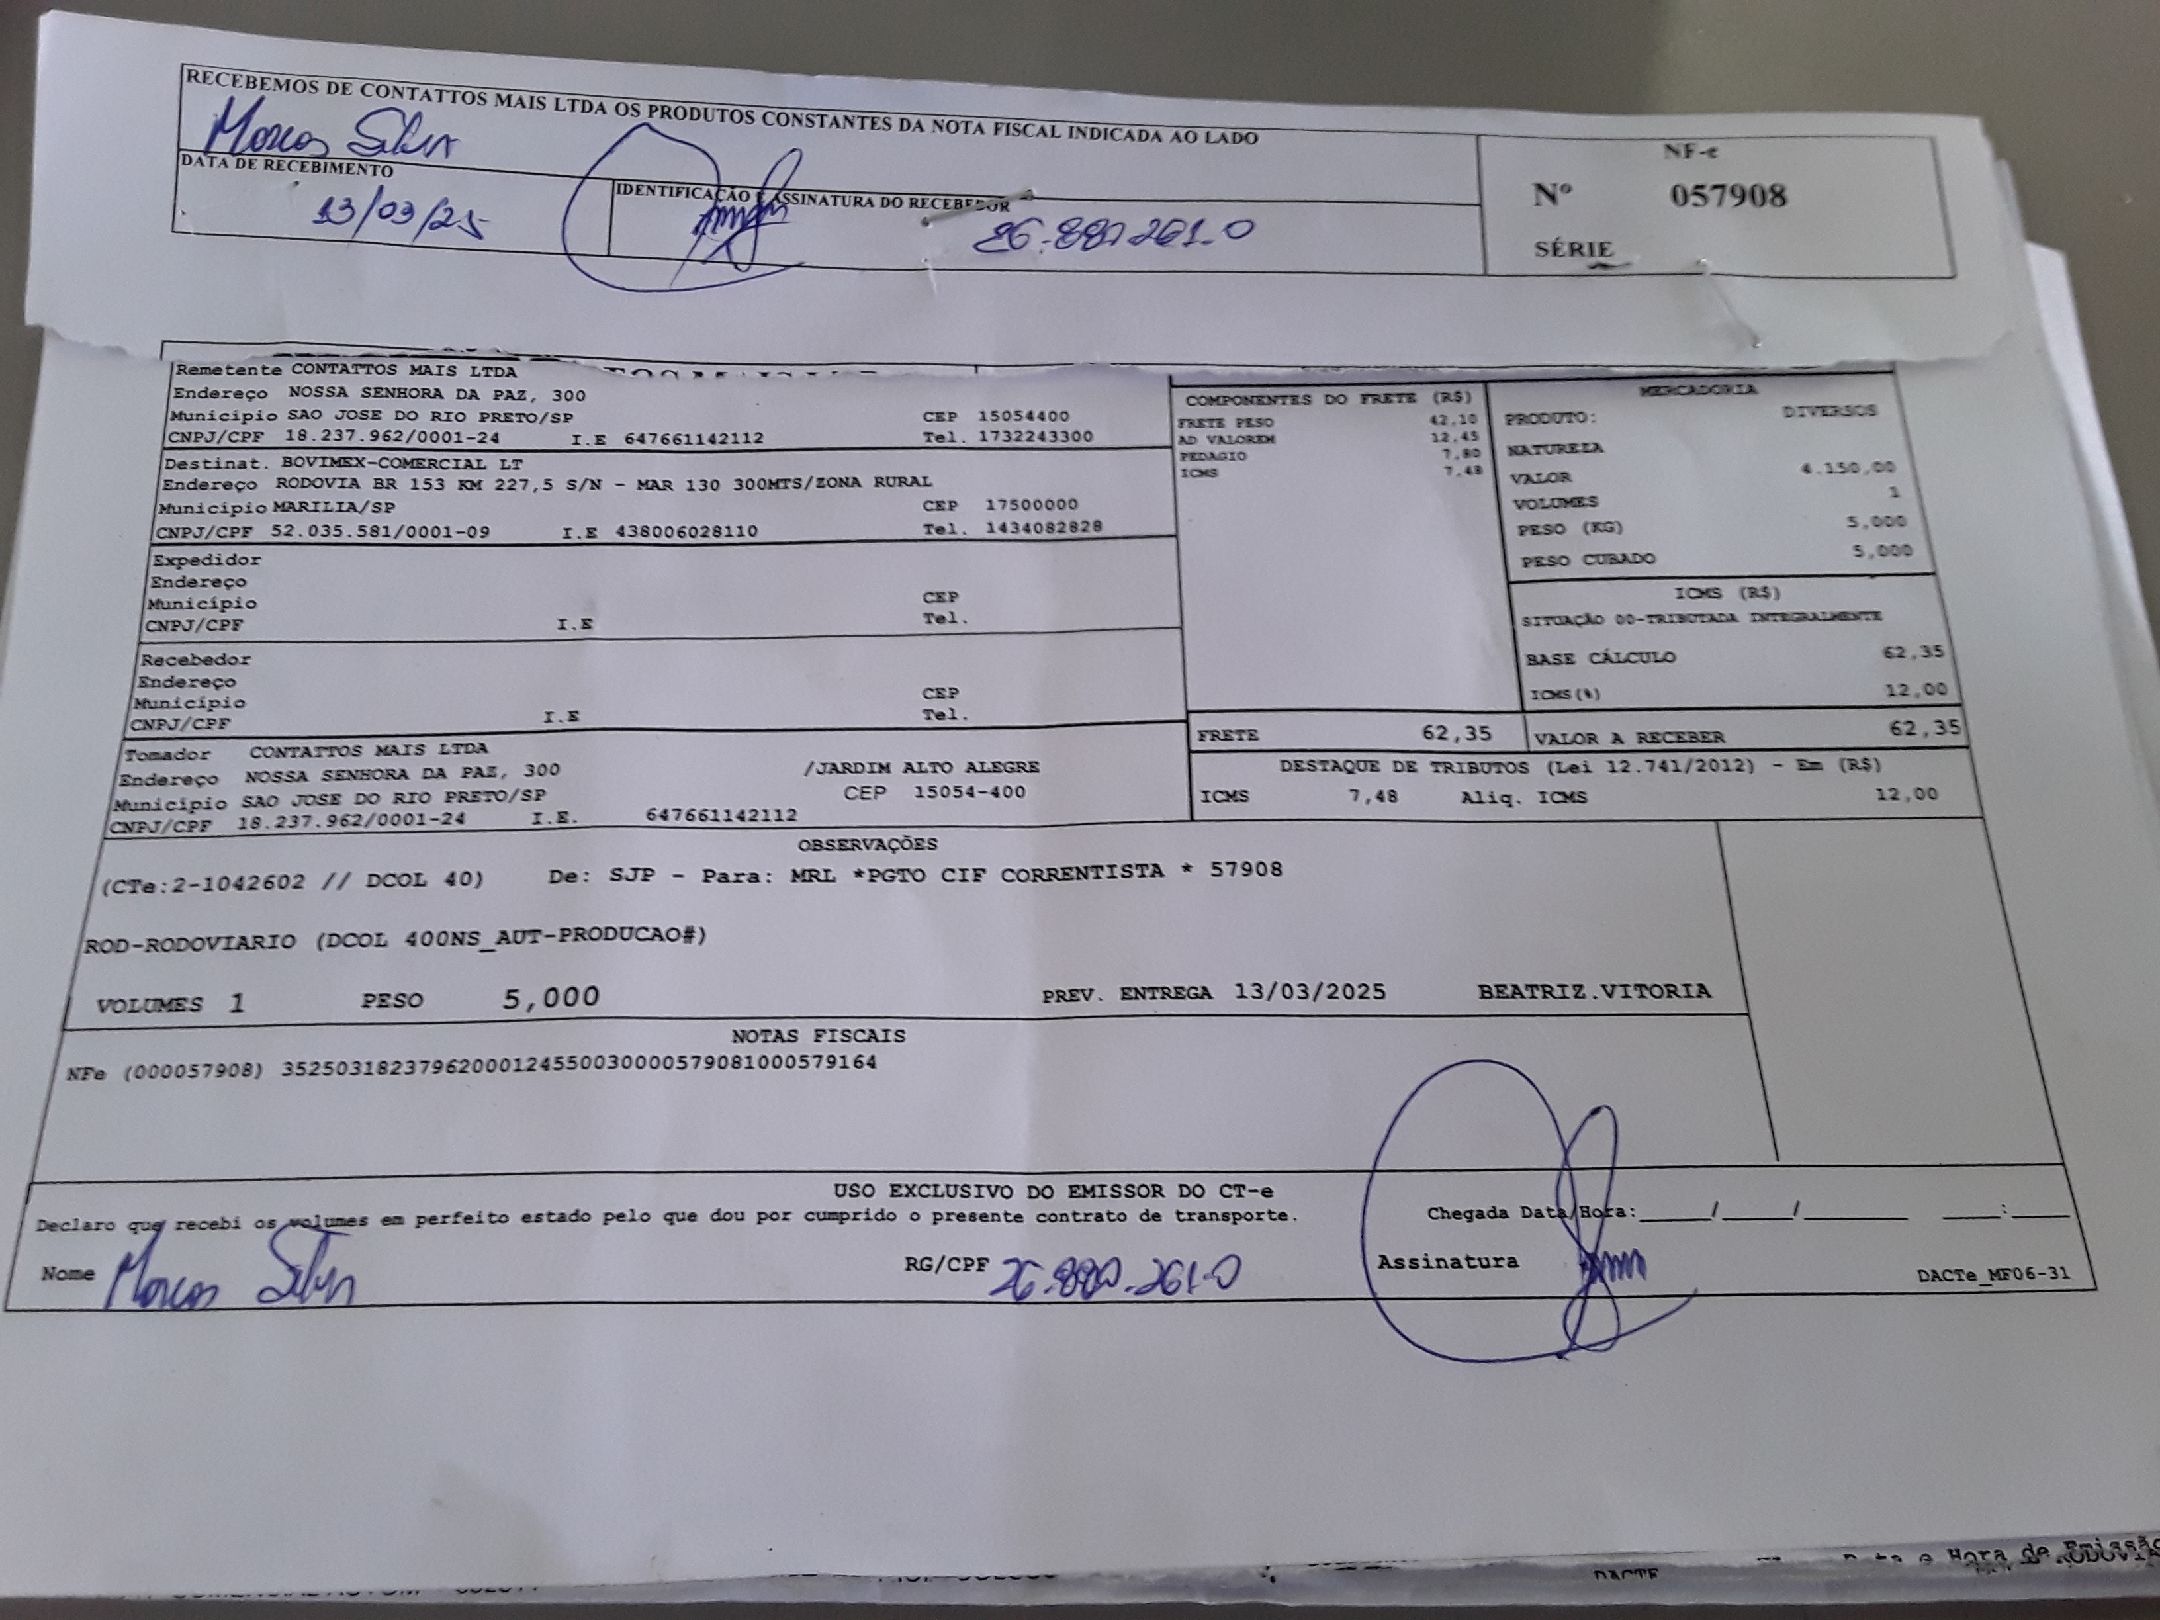 RECEBEMOS DE CONTATTOS MAIS LTDA OS PRODUTOS CONSTANTES DA NOTA FISCAL INDICADA AO LADO
Marcos Silva
DATA DE RECEBIMENTO
13/03/25
IDENTIFICAÇÃO E ASSINATURA DO RECEBEDOR
NF-e
Nº 057908
SÉRIE
Remetente CONTATTOS MAIS LTDA
Endereço NOSSA SENHORA DA PAZ, 300
Município SAO JOSE DO RIO PRETO/SP CEP 15054400
CNPJ/CPF 18.237.962/0001-24 I.E 647661142112 Tel. 1732243300
Destinat. BOVIMEX-COMERCIAL LT
Endereço RODOVIA BR 153 KM 227,5 S/N - MAR 130 300MTS/ZONA RURAL
Município MARILIA/SP CEP 17500000
CNPJ/CPF 52.035.581/0001-09 I.E 438006028110 Tel. 1434082828
Expedidor
Endereço
Município CEP
CNPJ/CPF I.E Tel.
Recebedor
Endereço
Município CEP
CNPJ/CPF I.E Tel.
Tomador CONTATTOS MAIS LTDA
Endereço NOSSA SENHORA DA PAZ, 300 /JARDIM ALTO ALEGRE
Município SAO JOSE DO RIO PRETO/SP CEP 15054-400
CNPJ/CPF 18.237.962/0001-24 I.E. 647661142112
COMPONENTES DO FRETE (R$)
FRETE PESO 42,10
AD VALOREM 12,45
PEDAGIO 7,80
ICMS 7,48
MERCADORIA
PRODUTO: DIVERSOS
NATUREZA
VALOR 4.150,00
VOLUMES 1
PESO (KG) 5,000
PESO CUBADO 5,000
ICMS (R$)
SITUAÇÃO 00-TRIBUTADA INTEGRALMENTE
BASE CÁLCULO 62,35
ICMS(%) 12,00
FRETE 62,35 VALOR A RECEBER 62,35
DESTAQUE DE TRIBUTOS (Lei 12.741/2012) - Em (R$)
ICMS 7,48 Aliq. ICMS 12,00
OBSERVAÇÕES
(CTe:2-1042602 // DCOL 40) De: SJP - Para: MRL *PGTO CIF CORRENTISTA * 57908
ROD-RODOVIARIO (DCOL 400NS_AUT-PRODUCAO#)
VOLUMES 1 PESO 5,000 PREV. ENTREGA 13/03/2025 BEATRIZ.VITORIA
NOTAS FISCAIS
NFe (000057908) 35250318237962000124550030000579081000579164
USO EXCLUSIVO DO EMISSOR DO CT-e
Declaro que recebi os volumes em perfeito estado pelo que dou por cumprido o presente contrato de transporte. Chegada Data/Hora:_____/_____/________ ____:____
Nome Marcos Silva RG/CPF Assinatura
DACTe_MF06-31
DACTE